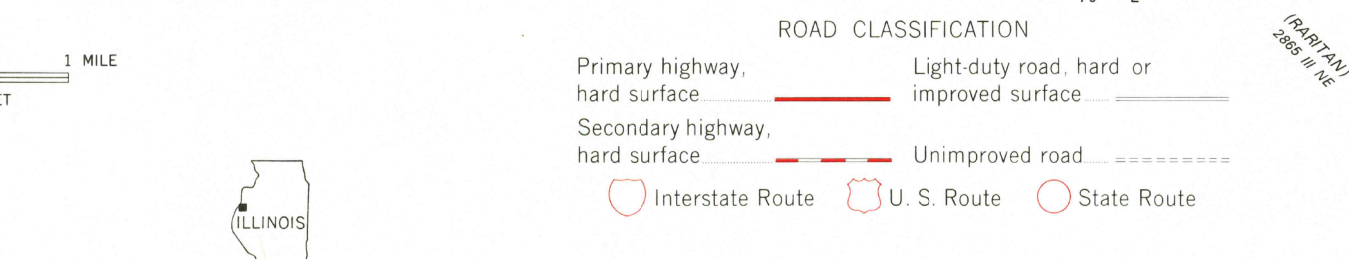 ROAD CLASSIFICATION
(RARITAN)
2865 III NE
1 MILE
ET
Primary highway,
hard surface
Light-duty road, hard or
improved surface
Secondary highway,
hard surface
Unimproved road
Interstate Route
U. S. Route
State Route
ILLINOIS